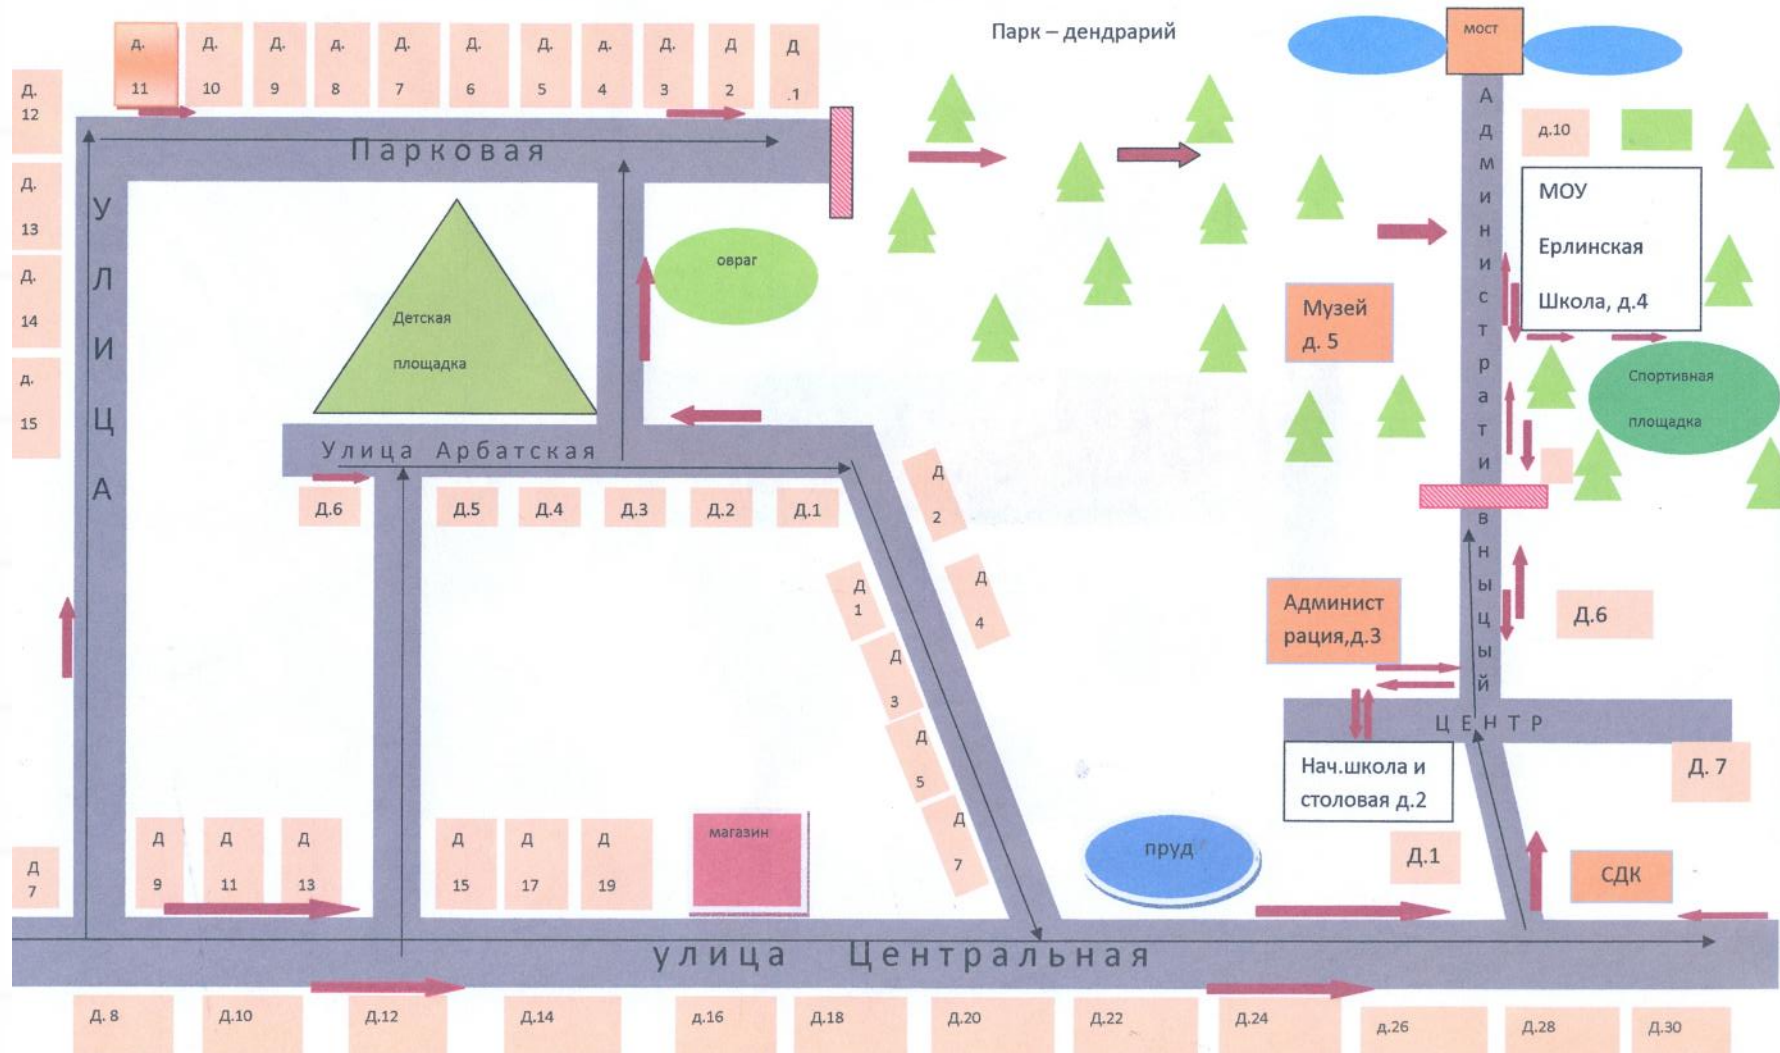 Парк – дендрарий
мост
д.
11
Д.
10
Д.
9
д.
8
Д.
7
Д.
6
Д.
5
д.
4
Д.
3
Д
2
Д
.1
Д.
12
Д.
13
Д.
14
д.
15
Парковая
УЛИЦА
Административный
ЦЕНТР
д.10
МОУ
Ерлинская
Школа, д.4
овраг
Детская
площадка
Музей
д. 5
Спортивная
площадка
Улица Арбатская
Д.6
Д.5
Д.4
Д.3
Д.2
Д.1
Д
2
Д
4
Д
1
Д
3
Д
5
Д
7
Админист
рация,д.3
Д.6
Нач.школа и
столовая д.2
Д. 7
Д
7
Д
9
Д
11
Д
13
Д
15
Д
17
Д
19
магазин
пруд
Д.1
СДК
улица Центральная
Д. 8
Д.10
Д.12
Д.14
д.16
Д.18
Д.20
Д.22
Д.24
д.26
Д.28
Д.30